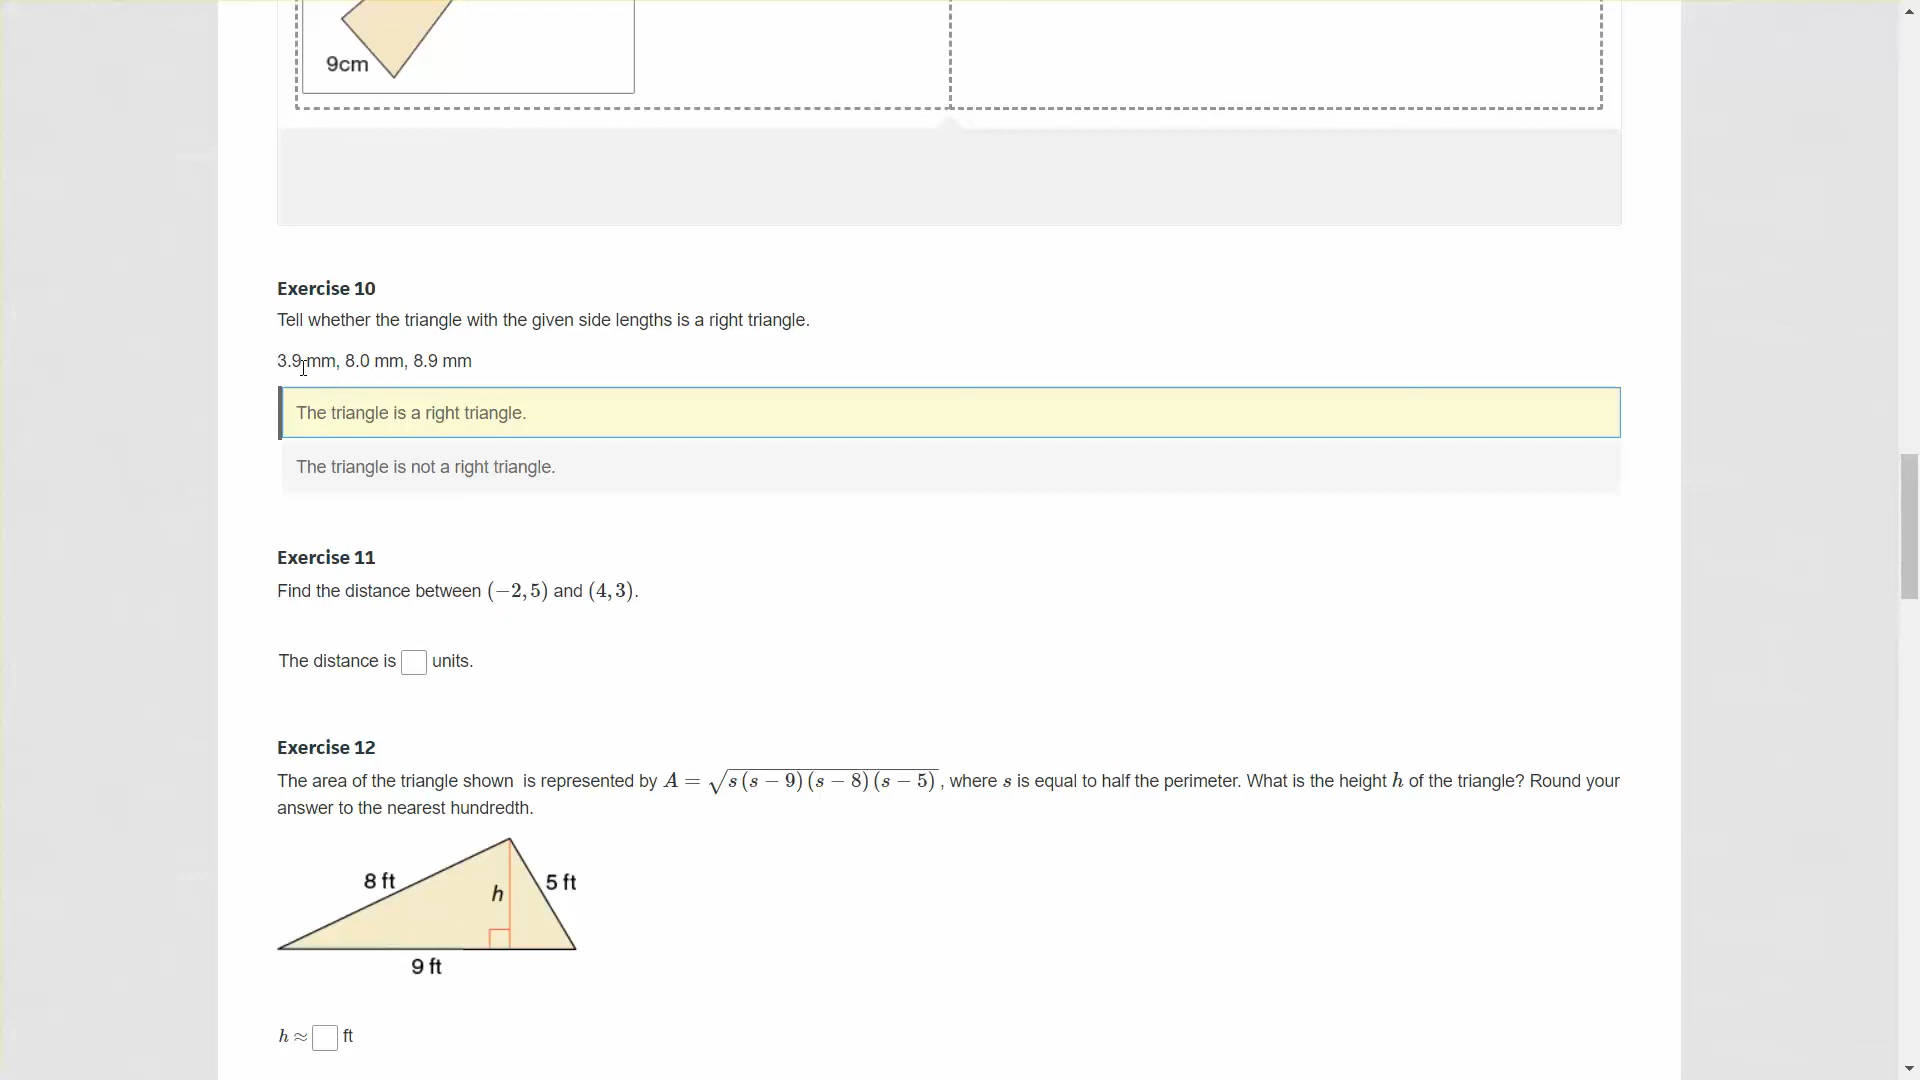 9cm
Exercise 10
Tell whether the triangle with the given side lengths is a right triangle.
3.9 mm, 8.0 mm, 8.9 mm
The triangle is a right triangle.
The triangle is not a right triangle.
Exercise 11
Find the distance between (−2, 5) and (4, 3).
The distance is units.
Exercise 12
The area of the triangle shown is represented by A = √s(s − 9)(s − 8)(s − 5), where s is equal to half the perimeter. What is the height h of the triangle? Round your
answer to the nearest hundredth.
8 ft
h
5 ft
9 ft
h ≈ ft